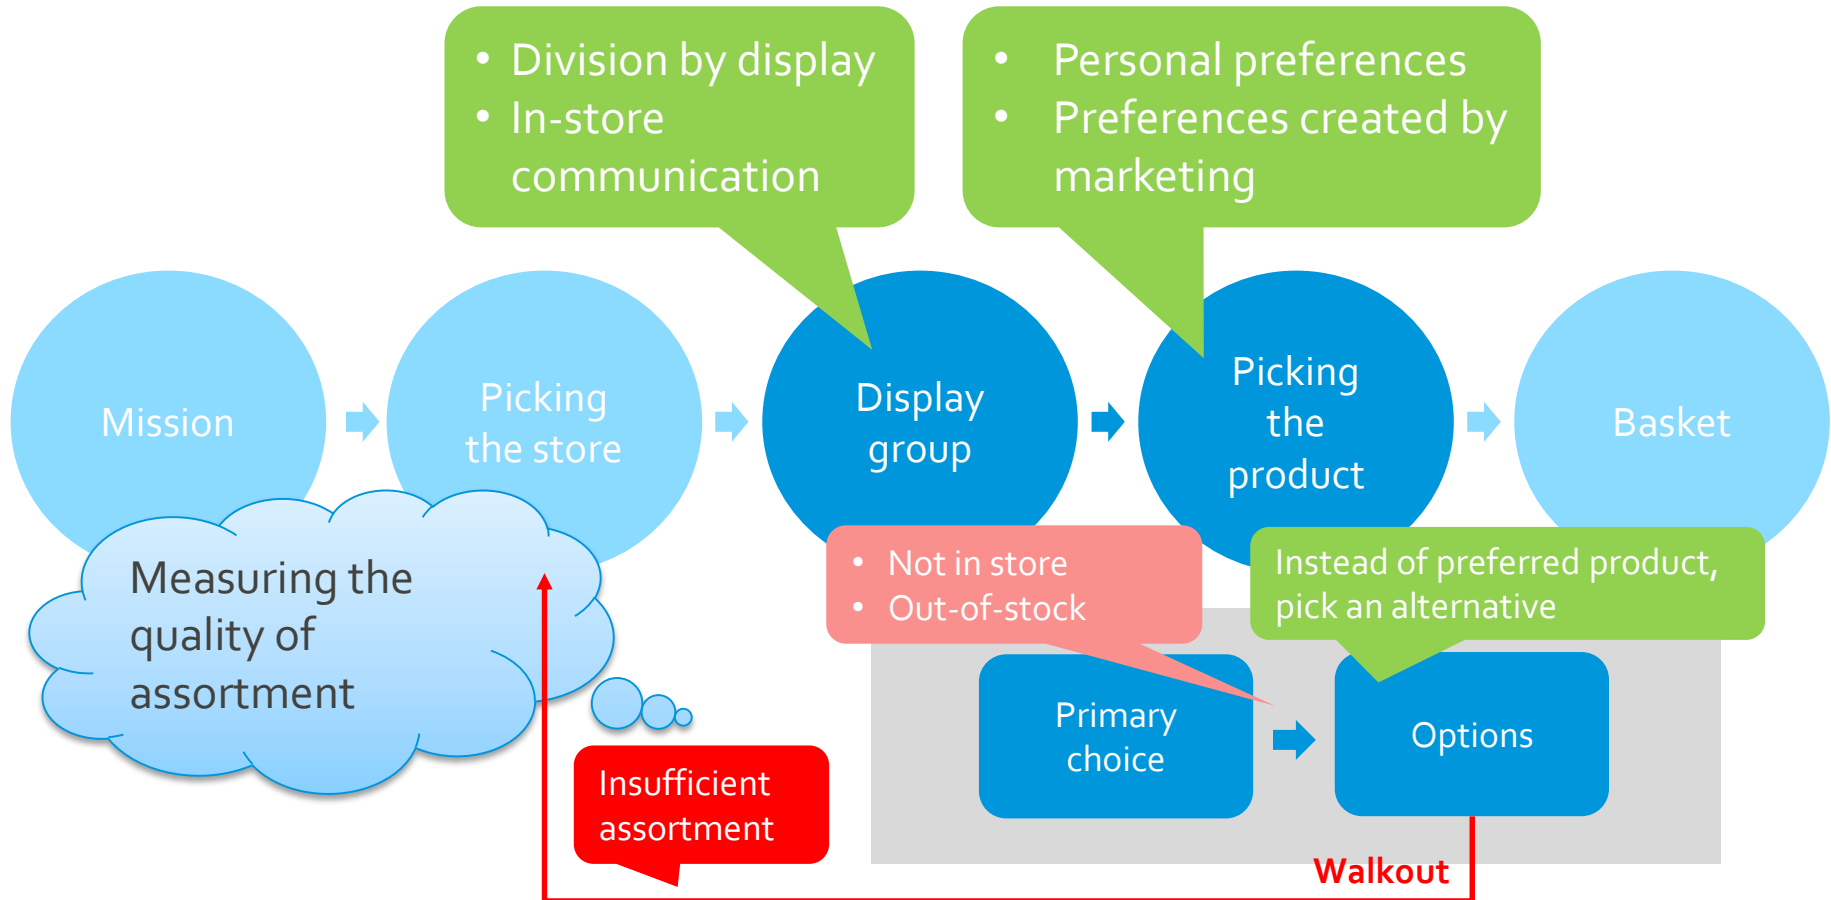 • Division by display
• In-store
communication
• Personal preferences
• Preferences created by
marketing
Mission
Picking
the store
Display
group
Picking
the
product
Basket
Measuring the
quality of
assortment
• Not in store
• Out-of-stock
Instead of preferred product,
pick an alternative
Primary
choice
Options
Insufficient
assortment
Walkout